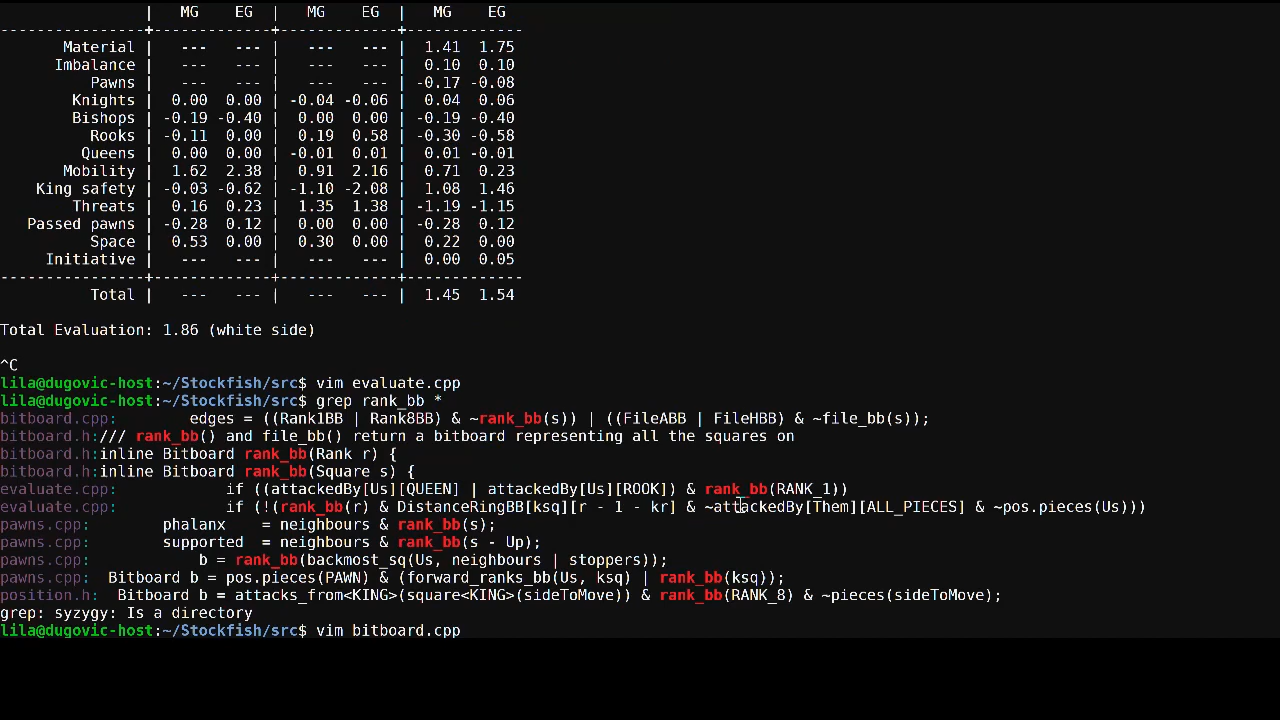 | MG EG | MG EG | MG EG
----------------+-------------+-------------+-------------
Material | --- --- | --- --- | 1.41 1.75
Imbalance | --- --- | --- --- | 0.10 0.10
Pawns | --- --- | --- --- | -0.17 -0.08
Knights | 0.00 0.00 | -0.04 -0.06 | 0.04 0.06
Bishops | -0.19 -0.40 | 0.00 0.00 | -0.19 -0.40
Rooks | -0.11 0.00 | 0.19 0.58 | -0.30 -0.58
Queens | 0.00 0.00 | -0.01 0.01 | 0.01 -0.01
Mobility | 1.62 2.38 | 0.91 2.16 | 0.71 0.23
King safety | -0.03 -0.62 | -1.10 -2.08 | 1.08 1.46
Threats | 0.16 0.23 | 1.35 1.38 | -1.19 -1.15
Passed pawns | -0.28 0.12 | 0.00 0.00 | -0.28 0.12
Space | 0.53 0.00 | 0.30 0.00 | 0.22 0.00
Initiative | --- --- | --- --- | 0.00 0.05
----------------+-------------+-------------+-------------
Total | --- --- | --- --- | 1.45 1.54
Total Evaluation: 1.86 (white side)
^C
lila@dugovic-host:~/Stockfish/src$ vim evaluate.cpp
lila@dugovic-host:~/Stockfish/src$ grep rank_bb *
bitboard.cpp: edges = ((Rank1BB | Rank8BB) & ~rank_bb(s)) | ((FileABB | FileHBB) & ~file_bb(s));
bitboard.h:/// rank_bb() and file_bb() return a bitboard representing all the squares on
bitboard.h:inline Bitboard rank_bb(Rank r) {
bitboard.h:inline Bitboard rank_bb(Square s) {
evaluate.cpp: if ((attackedBy[Us][QUEEN] | attackedBy[Us][ROOK]) & rank_bb(RANK_1))
evaluate.cpp: if (!(rank_bb(r) & DistanceRingBB[ksq][r - 1 - kr] & ~attackedBy[Them][ALL_PIECES] & ~pos.pieces(Us)))
pawns.cpp: phalanx = neighbours & rank_bb(s);
pawns.cpp: supported = neighbours & rank_bb(s - Up);
pawns.cpp: b = rank_bb(backmost_sq(Us, neighbours | stoppers));
pawns.cpp: Bitboard b = pos.pieces(PAWN) & (forward_ranks_bb(Us, ksq) | rank_bb(ksq));
position.h: Bitboard b = attacks_from<KING>(square<KING>(sideToMove)) & rank_bb(RANK_8) & ~pieces(sideToMove);
grep: syzygy: Is a directory
lila@dugovic-host:~/Stockfish/src$ vim bitboard.cpp